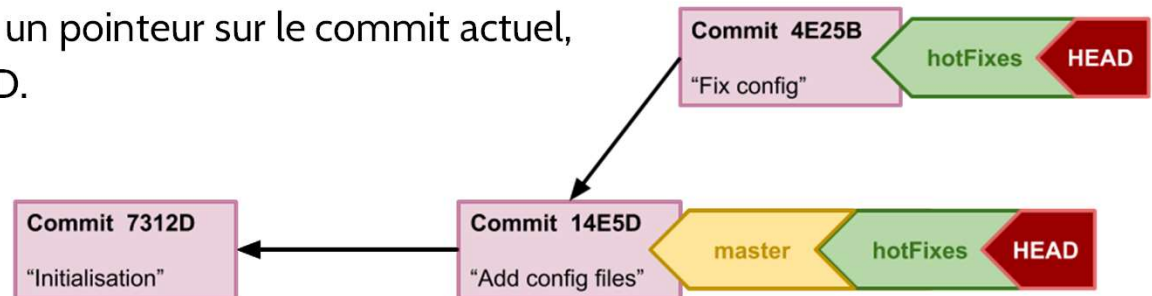 un pointeur sur le commit actuel,
D.
Commit 4E25B
"Fix config"
hotFixes
HEAD
Commit 7312D
"Initialisation"
Commit 14E5D
"Add config files"
master
hotFixes
HEAD